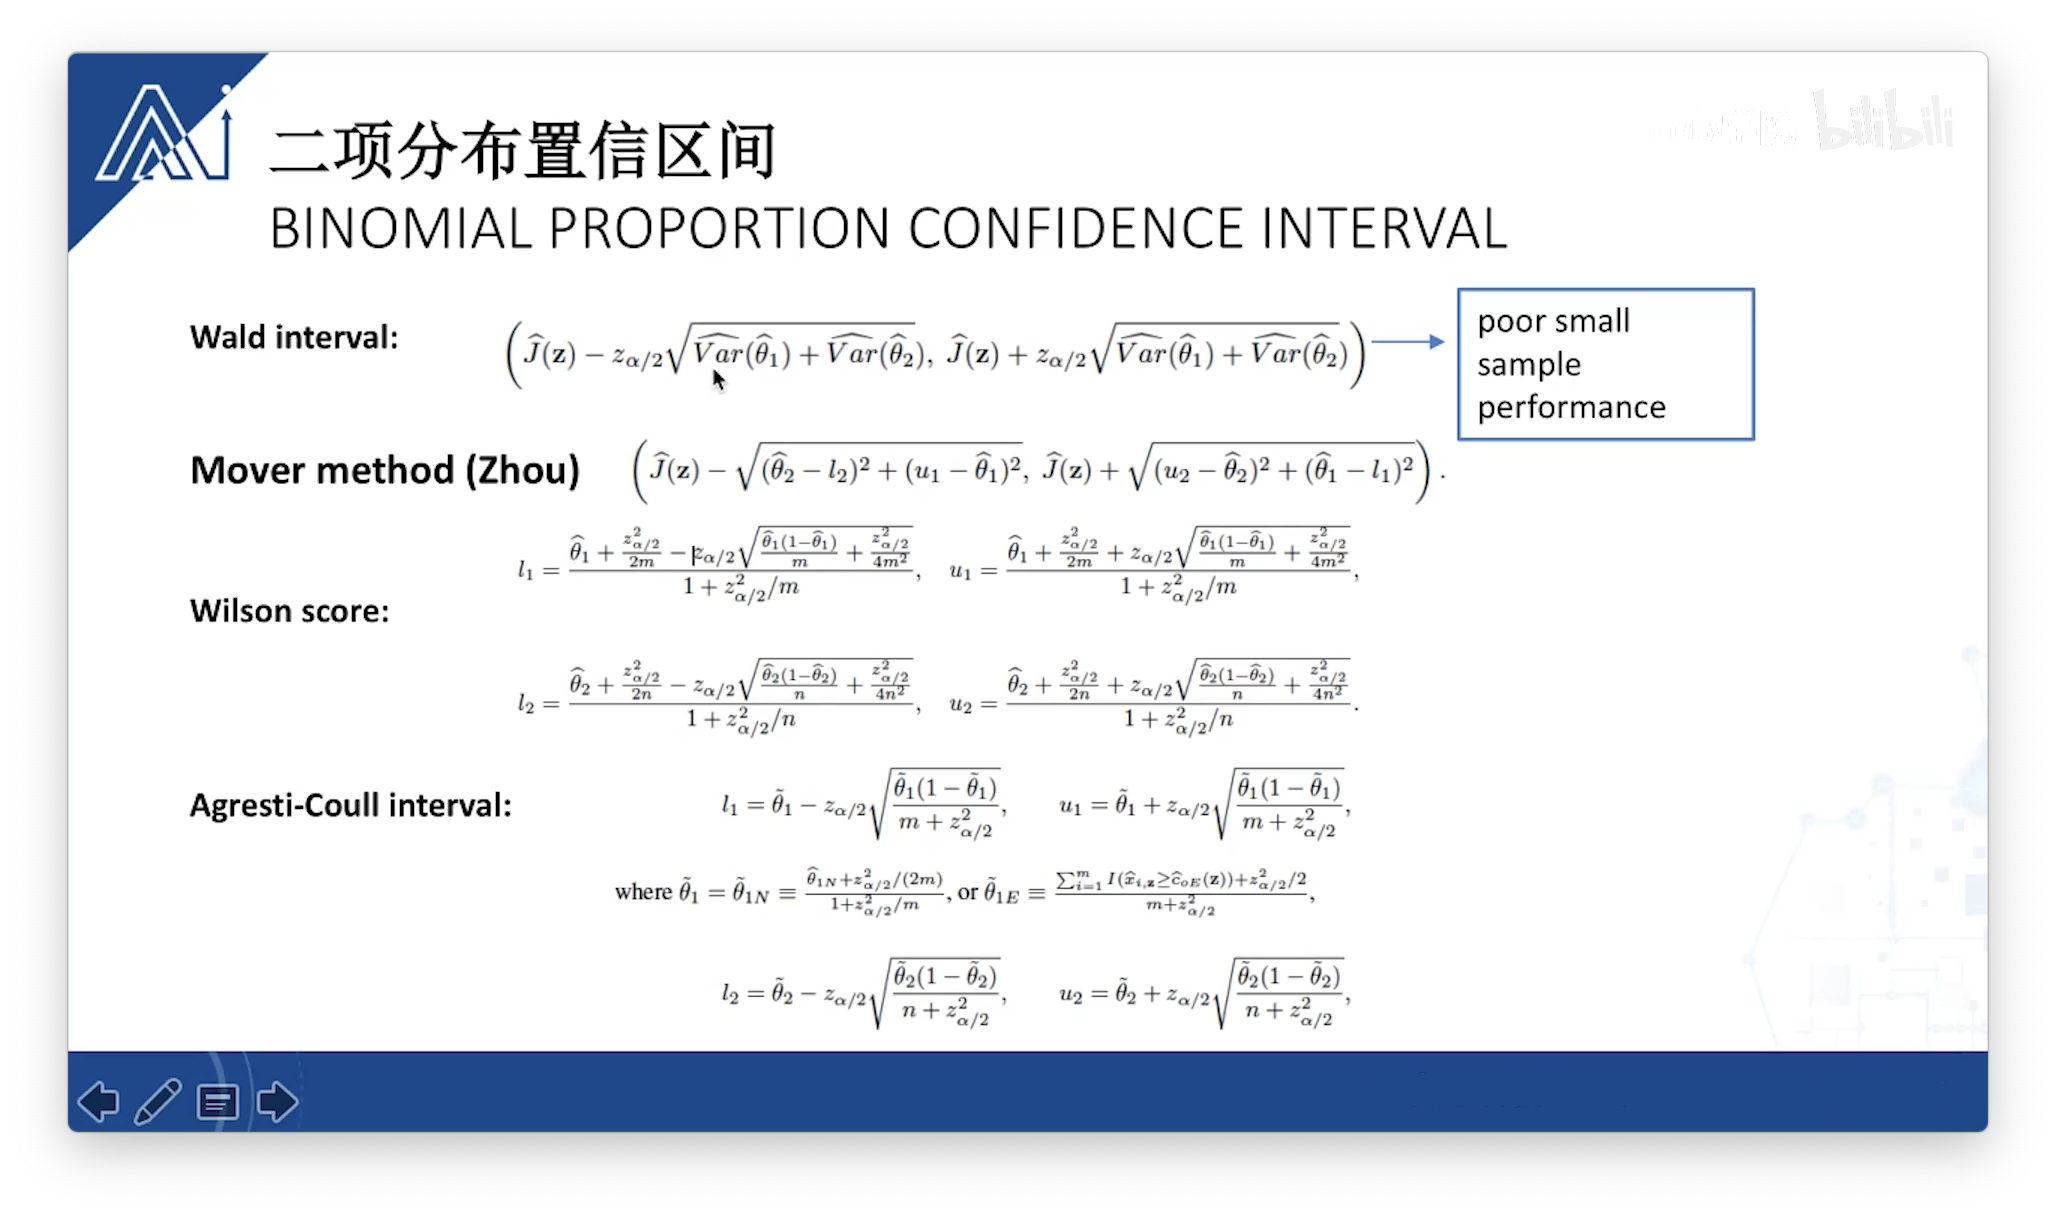 二项分布置信区间
BINOMIAL PROPORTION CONFIDENCE INTERVAL
Wald interval: $\left(\widehat{J}(\mathbf{z}) - z_{\alpha/2}\sqrt{\widehat{Var}(\widehat{\theta}_1) + \widehat{Var}(\widehat{\theta}_2)},\ \widehat{J}(\mathbf{z}) + z_{\alpha/2}\sqrt{\widehat{Var}(\widehat{\theta}_1) + \widehat{Var}(\widehat{\theta}_2)}\right)$
poor small
sample
performance
Mover method (Zhou) $\left(\widehat{J}(\mathbf{z}) - \sqrt{(\widehat{\theta}_2 - l_2)^2 + (u_1 - \widehat{\theta}_1)^2},\ \widehat{J}(\mathbf{z}) + \sqrt{(u_2 - \widehat{\theta}_2)^2 + (\widehat{\theta}_1 - l_1)^2}\right).$
$l_1 = \frac{\widehat{\theta}_1 + \frac{z^2_{\alpha/2}}{2m} - z_{\alpha/2}\sqrt{\frac{\widehat{\theta}_1(1-\widehat{\theta}_1)}{m} + \frac{z^2_{\alpha/2}}{4m^2}}}{1 + z^2_{\alpha/2}/m}, \quad u_1 = \frac{\widehat{\theta}_1 + \frac{z^2_{\alpha/2}}{2m} + z_{\alpha/2}\sqrt{\frac{\widehat{\theta}_1(1-\widehat{\theta}_1)}{m} + \frac{z^2_{\alpha/2}}{4m^2}}}{1 + z^2_{\alpha/2}/m},$
Wilson score:
$l_2 = \frac{\widehat{\theta}_2 + \frac{z^2_{\alpha/2}}{2n} - z_{\alpha/2}\sqrt{\frac{\widehat{\theta}_2(1-\widehat{\theta}_2)}{n} + \frac{z^2_{\alpha/2}}{4n^2}}}{1 + z^2_{\alpha/2}/n}, \quad u_2 = \frac{\widehat{\theta}_2 + \frac{z^2_{\alpha/2}}{2n} + z_{\alpha/2}\sqrt{\frac{\widehat{\theta}_2(1-\widehat{\theta}_2)}{n} + \frac{z^2_{\alpha/2}}{4n^2}}}{1 + z^2_{\alpha/2}/n}.$
Agresti-Coull interval: $l_1 = \tilde{\theta}_1 - z_{\alpha/2}\sqrt{\frac{\tilde{\theta}_1(1 - \tilde{\theta}_1)}{m + z^2_{\alpha/2}}}, \quad u_1 = \tilde{\theta}_1 + z_{\alpha/2}\sqrt{\frac{\tilde{\theta}_1(1 - \tilde{\theta}_1)}{m + z^2_{\alpha/2}}},$
where $\tilde{\theta}_1 = \tilde{\theta}_{1N} \equiv \frac{\widehat{\theta}_{1N} + z^2_{\alpha/2}/(2m)}{1 + z^2_{\alpha/2}/m}$, or $\tilde{\theta}_{1E} \equiv \frac{\sum_{i=1}^{m} I(\widehat{x}_{i,\mathbf{z}} \geq \widehat{c}_{oE}(\mathbf{z})) + z^2_{\alpha/2}/2}{m + z^2_{\alpha/2}},$
$l_2 = \tilde{\theta}_2 - z_{\alpha/2}\sqrt{\frac{\tilde{\theta}_2(1 - \tilde{\theta}_2)}{n + z^2_{\alpha/2}}}, \quad u_2 = \tilde{\theta}_2 + z_{\alpha/2}\sqrt{\frac{\tilde{\theta}_2(1 - \tilde{\theta}_2)}{n + z^2_{\alpha/2}}},$
bilibili